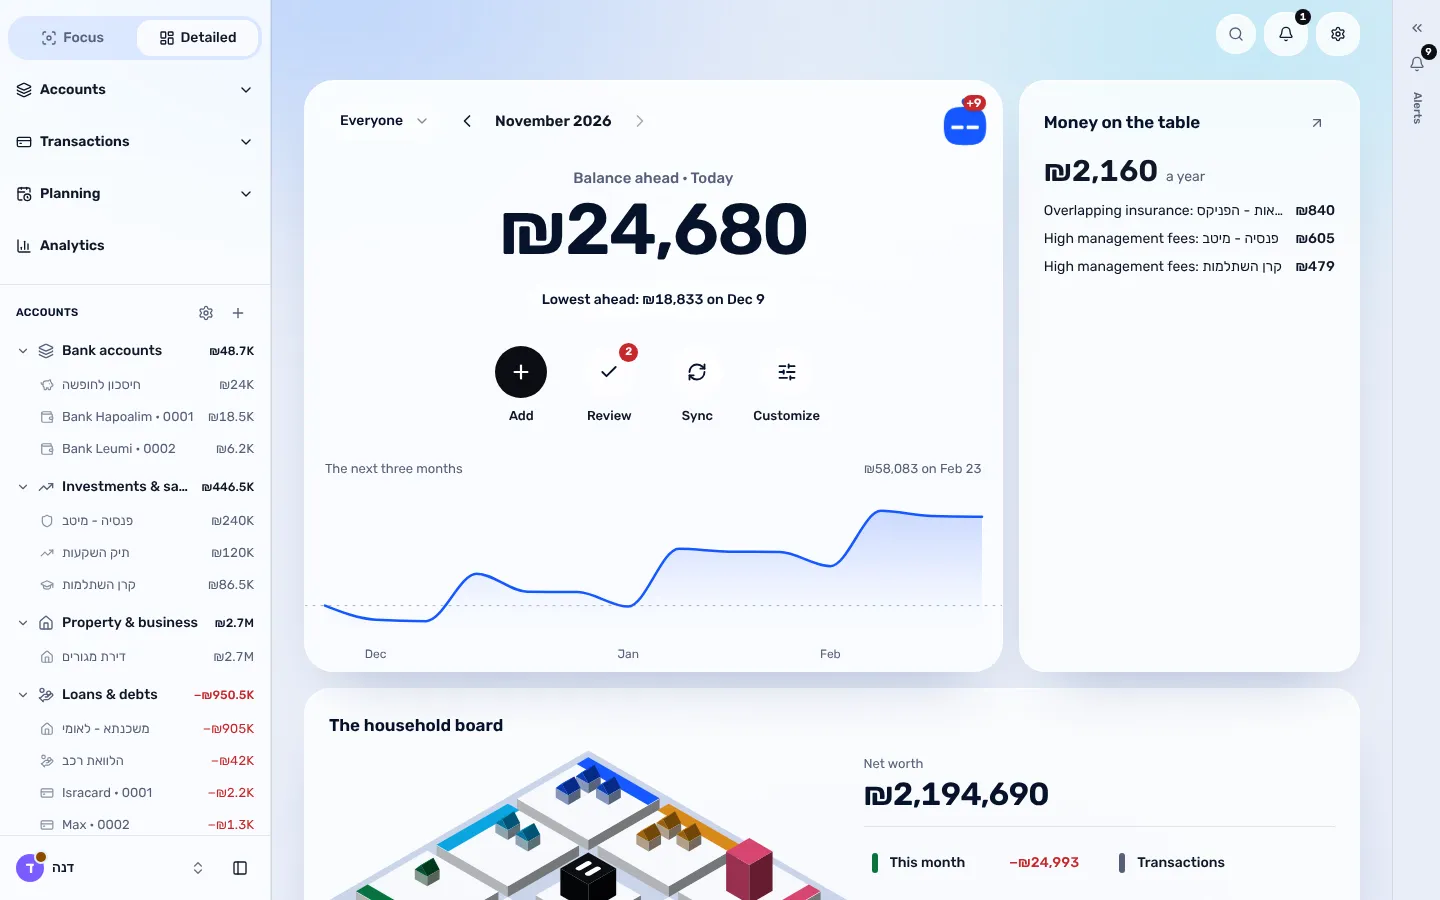 Focus
Detailed
Accounts
Transactions
Planning
Analytics
ACCOUNTS
Bank accounts ₪48.7K
חיסכון לחופשה ₪24K
Bank Hapoalim • 0001 ₪18.5K
Bank Leumi • 0002 ₪6.2K
Investments & sa... ₪446.5K
פנסיה - מיטב ₪240K
תיק השקעות ₪120K
קרן השתלמות ₪86.5K
Property & business ₪2.7M
דירת מגורים ₪2.7M
Loans & debts −₪950.5K
משכנתא - לאומי −₪905K
הלוואת רכב −₪42K
Isracard • 0001 −₪2.2K
Max • 0002 −₪1.3K
ד
דנה
Everyone
November 2026
+9
Balance ahead • Today
₪24,680
Lowest ahead: ₪18,833 on Dec 9
2
Add
Review
Sync
Customize
The next three months
₪58,083 on Feb 23
Dec
Jan
Feb
1
Money on the table
₪2,160 a year
Overlapping insurance: אות - הפניקס... ₪840
High management fees: פנסיה - מיטב ₪605
High management fees: קרן השתלמות ₪479
9
Alerts
The household board
Net worth
₪2,194,690
This month −₪24,993
Transactions